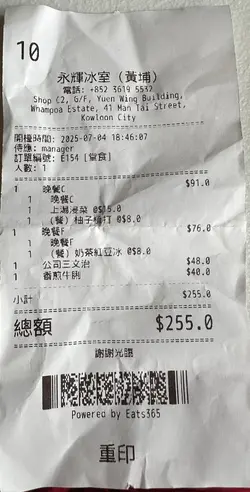 10
永輝冰室 (黃埔)
電話: +852 3619 5532
Shop C2, G/F, Yuen Wing Building,
Whampoa Estate, 41 Man Tai Street,
Kowloon City
開檯時間: 2025-07-04 18:46:07
侍應: manager
訂單編號: E154 [堂食]
人數: 1
1 晚餐C $91.0
1 晚餐C
1 上湯浸菜 @$15.0
1 (餐) 柚子梳打 @$8.0
1 晚餐F $76.0
1 晚餐F
1 (餐) 奶茶紅豆冰 @$8.0
1 公司三文治 $48.0
1 香煎牛脷 $40.0
小計 $255.0
總額 $255.0
謝謝光臨
Powered by Eats365
重印